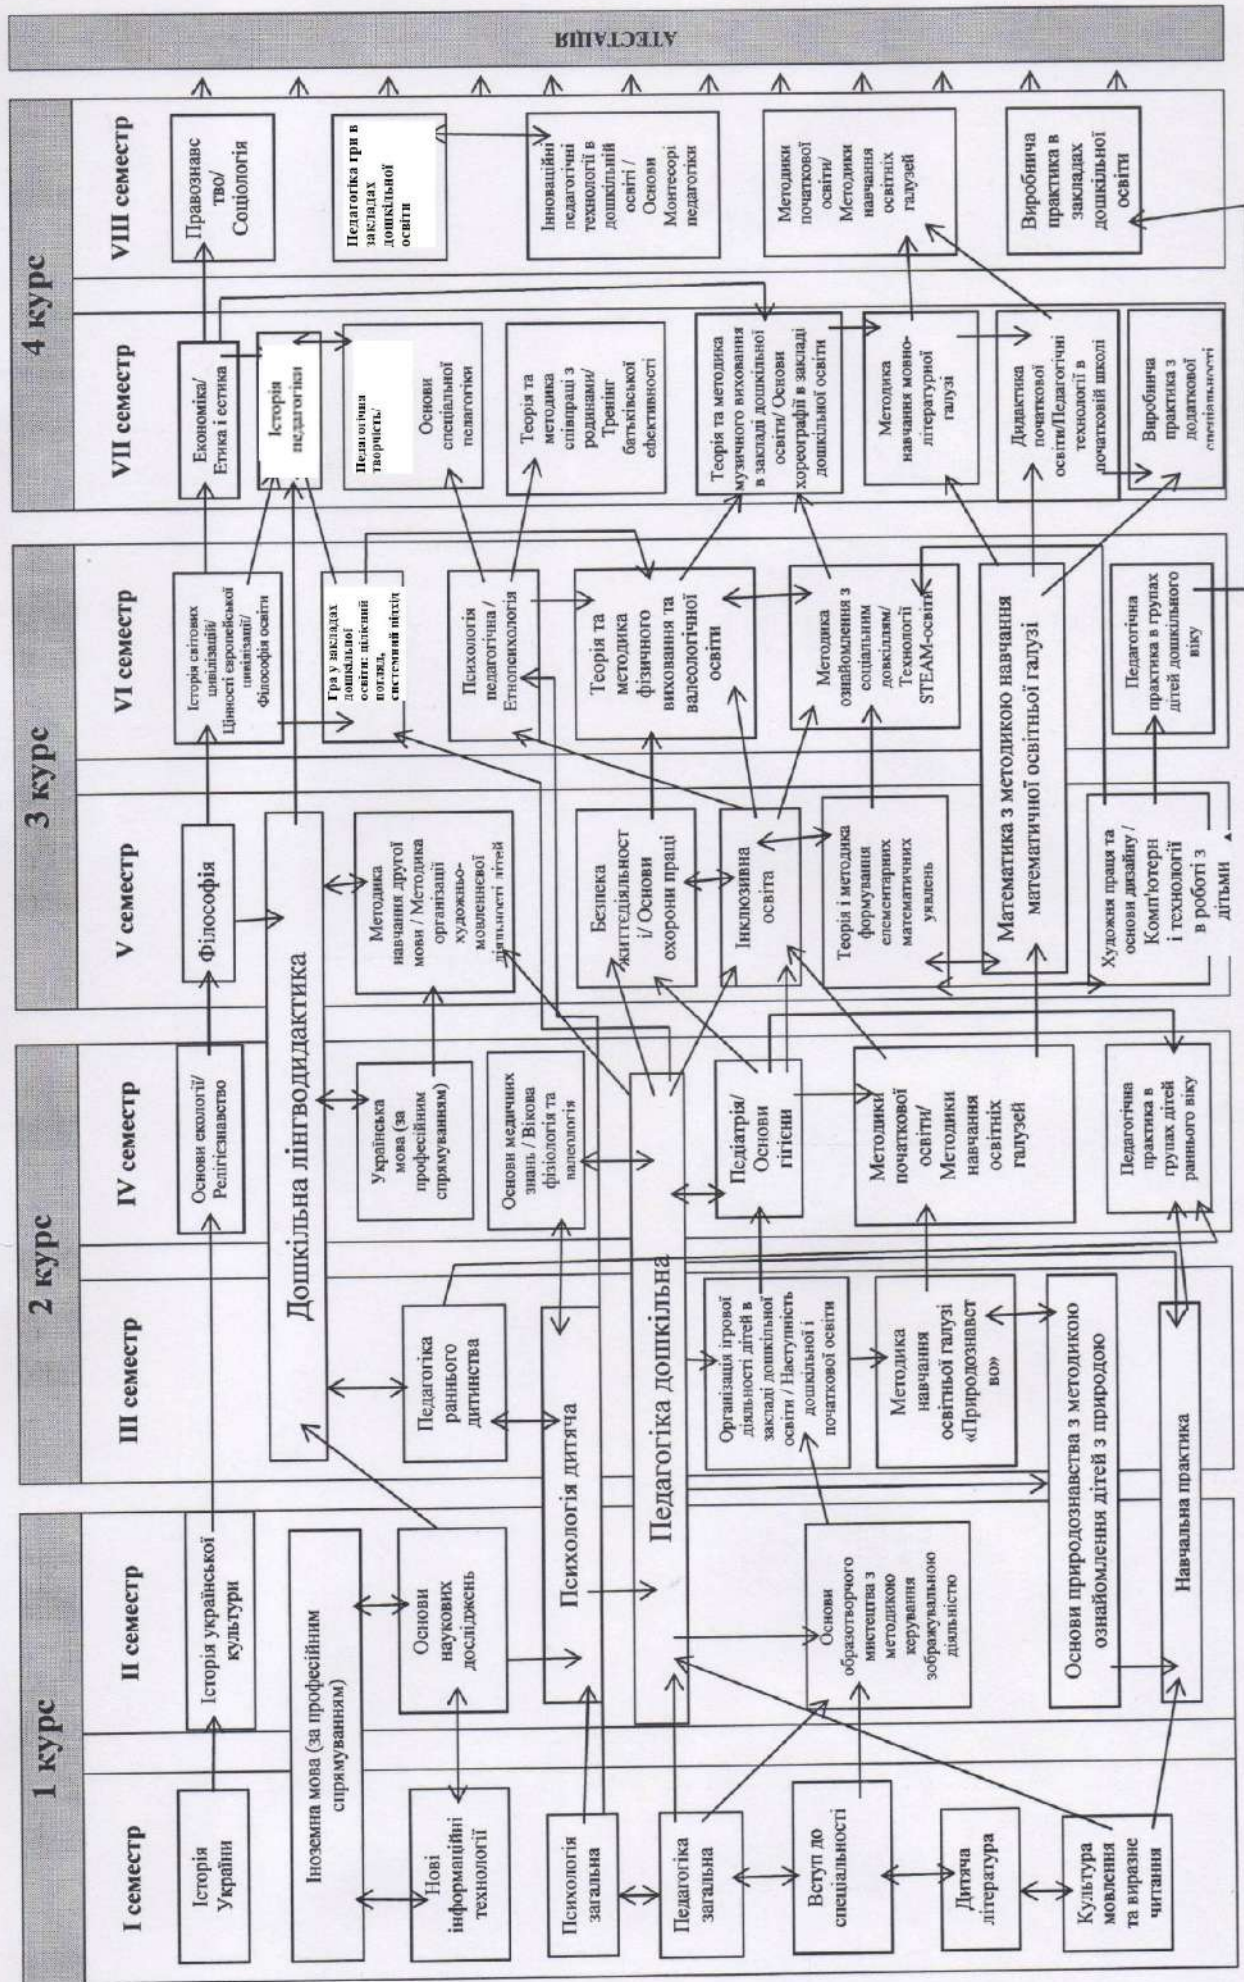 1 курс
2 курс
3 курс
4 курс
АТЕСТАЦІЯ
I семестр
Історія
України
Іноземна мова (за професійним
спрямуванням)
Нові
інформаційні
технології
Психологія
загальна
Педагогіка
загальна
Вступ до
спеціальності
Дитяча
література
Культура
мовлення
та виразне
читання
II семестр
Історія української
культури
Основи
наукових
досліджень
Психологія дитяча
Педагогіка дошкільна
Основи
образотворчого
мистецтва з
методикою
керування
зображувальною
діяльністю
Основи природознавства з методикою
ознайомлення дітей з природою
Навчальна практика
III семестр
Дошкільна лінгводидактика
Педагогіка
раннього
дитинства
Організація ігрової
діяльності дітей в
закладі дошкільної
освіти / Наступність
дошкільної і
початкової освіти
Методика
навчання
освітньої галузі
«Природознавст
во»
IV семестр
Основи екології/
Релігієзнавство
Українська
мова (за
професійним
спрямуванням)
Основи медичних
знань / Вікова
фізіологія та
валеологія
Педіатрія/
Основи
гігієни
Методики
початкової
освіти/
Методики
навчання
освітніх
галузей
Педагогічна
практика в
групах дітей
раннього віку
V семестр
Філософія
Методика
навчання другої
мови / Методика
організації
художньо-
мовленнєвої
діяльності дітей
Безпека
життєдіяльност
і/ Основи
охорони праці
Інклюзивна
освіта
Теорія і методика
формування
елементарних
математичних
уявлень
Математика з методикою навчання
математичної освітньої галузі
Художня праця та
основи дизайну /
Комп'ютерн
і технології
в роботі з
дітьми
VI семестр
Історія світових
цивілізацій/
Цінності європейської
цивілізації/
Філософія освіти
Гра у закладах
дошкільної
освіти: цілісний
погляд,
системний підхід
Психологія
педагогічна /
Етнопсихологія
Теорія та
методика
фізичного
виховання та
валеологічної
освіти
Методика
ознайомлення з
соціальним
довкіллям/
Технології
STEAM-освіти
Педагогічна
практика в групах
дітей дошкільного
віку
VII семестр
Економіка/
Етика і естика
Історія
педагогіки
Педагогічна
творчість/
Основи
спеціальної
педагогіки
Теорія та
методика
співпраці з
родинами/
Тренінг
батьківської
ефективності
Теорія та методика
музичного виховання
в закладі дошкільної
освіти/ Основи
хореографії в закладі
дошкільної освіти
Методика
навчання мовно-
літературної
галузі
Дидактика
початкової
освіти/Педагогічні
технології в
початковій школі
Виробнича
практика з
додаткової
спеціальності
VIII семестр
Правознавс
тво/
Соціологія
Педагогіка гри в
закладах
дошкільної
освіти
Інноваційні
педагогічні
технології в
дошкільній
освіті /
Основи
Монтесорі
педагогіки
Методики
початкової
освіти/
Методики
навчання
освітніх
галузей
Виробнича
практика в
закладах
дошкільної
освіти